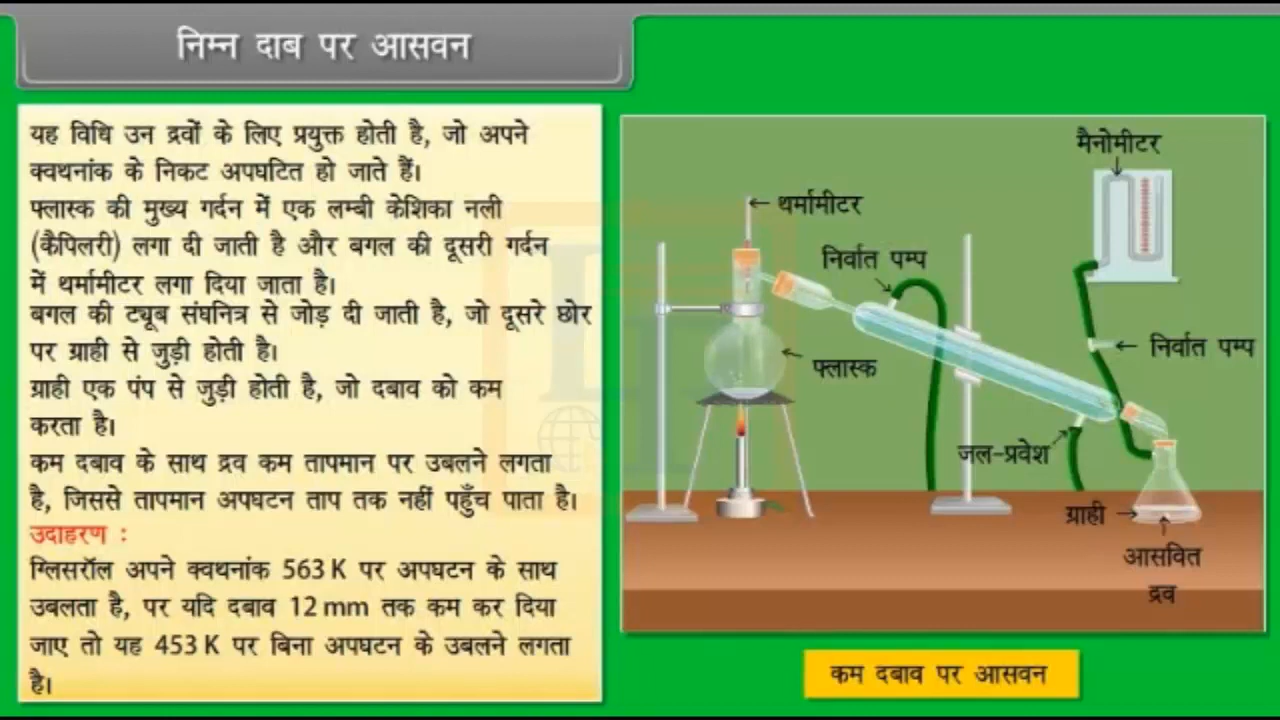 निम्न दाब पर आसवन
यह विधि उन द्रवों के लिए प्रयुक्त होती है, जो अपने
क्वथनांक के निकट अपघटित हो जाते हैं।
फ्लास्क की मुख्य गर्दन में एक लम्बी केशिका नली
(कैपिलरी) लगा दी जाती है और बगल की दूसरी गर्दन
में थर्मामीटर लगा दिया जाता है।
बगल की ट्यूब संघनित्र से जोड़ दी जाती है, जो दूसरे छोर
पर ग्राही से जुड़ी होती है।
ग्राही एक पंप से जुड़ी होती है, जो दबाव को कम
करता है।
कम दबाव के साथ द्रव कम तापमान पर उबलने लगता
है, जिससे तापमान अपघटन ताप तक नहीं पहुँच पाता है।
उदाहरण :
ग्लिसरॉल अपने क्वथनांक 563 K पर अपघटन के साथ
उबलता है, पर यदि दबाव 12 mm तक कम कर दिया
जाए तो यह 453 K पर बिना अपघटन के उबलने लगता
है।
मैनोमीटर
थर्मामीटर
निर्वात पम्प
निर्वात पम्प
फ्लास्क
जल-प्रवेश
ग्राही
आसवित
द्रव
कम दबाव पर आसवन